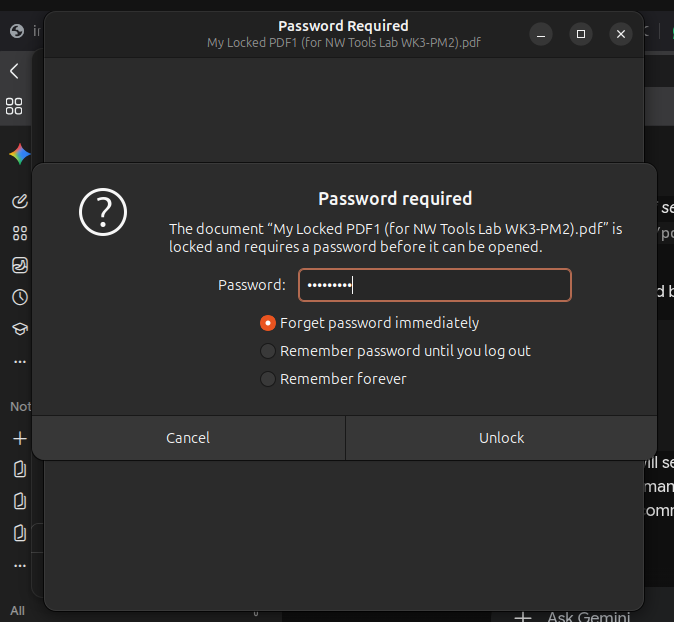 Password Required
My Locked PDF1 (for NW Tools Lab WK3-PM2).pdf
Password required
The document “My Locked PDF1 (for NW Tools Lab WK3-PM2).pdf” is
locked and requires a password before it can be opened.
Password: •••••••••
Forget password immediately
Remember password until you log out
Remember forever
Cancel
Unlock
Not
All
Ask Gemini